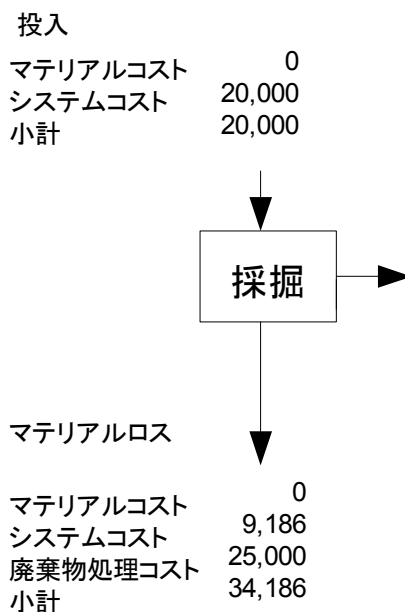 投入
マテリアルコスト 0
システムコスト 20,000
小計 20,000
採掘
マテリアルロス
マテリアルコスト 0
システムコスト 9,186
廃棄物処理コスト 25,000
小計 34,186